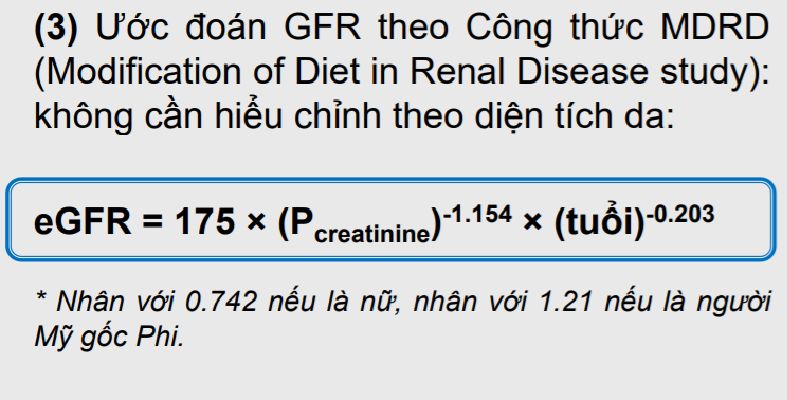 (3) Ước đoán GFR theo Công thức MDRD
(Modification of Diet in Renal Disease study):
không cần hiểu chỉnh theo diện tích da:
eGFR = 175 × (Pcreatinine)-1.154 × (tuổi)-0.203
* Nhân với 0.742 nếu là nữ, nhân với 1.21 nếu là người
Mỹ gốc Phi.